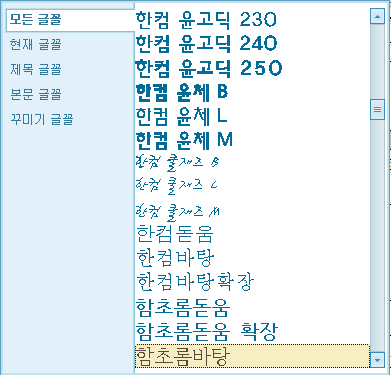 모든 글꼴
현재 글꼴
제목 글꼴
본문 글꼴
꾸미기 글꼴
한컴 윤고딕 230
한컴 윤고딕 240
한컴 윤고딕 250
한컴 윤체 B
한컴 윤체 L
한컴 윤체 M
한컴 쿨재즈 B
한컴 쿨재즈 L
한컴 쿨재즈 M
한컴돋움
한컴바탕
한컴바탕확장
함초롬돋움
함초롬돋움 확장
함초롬바탕